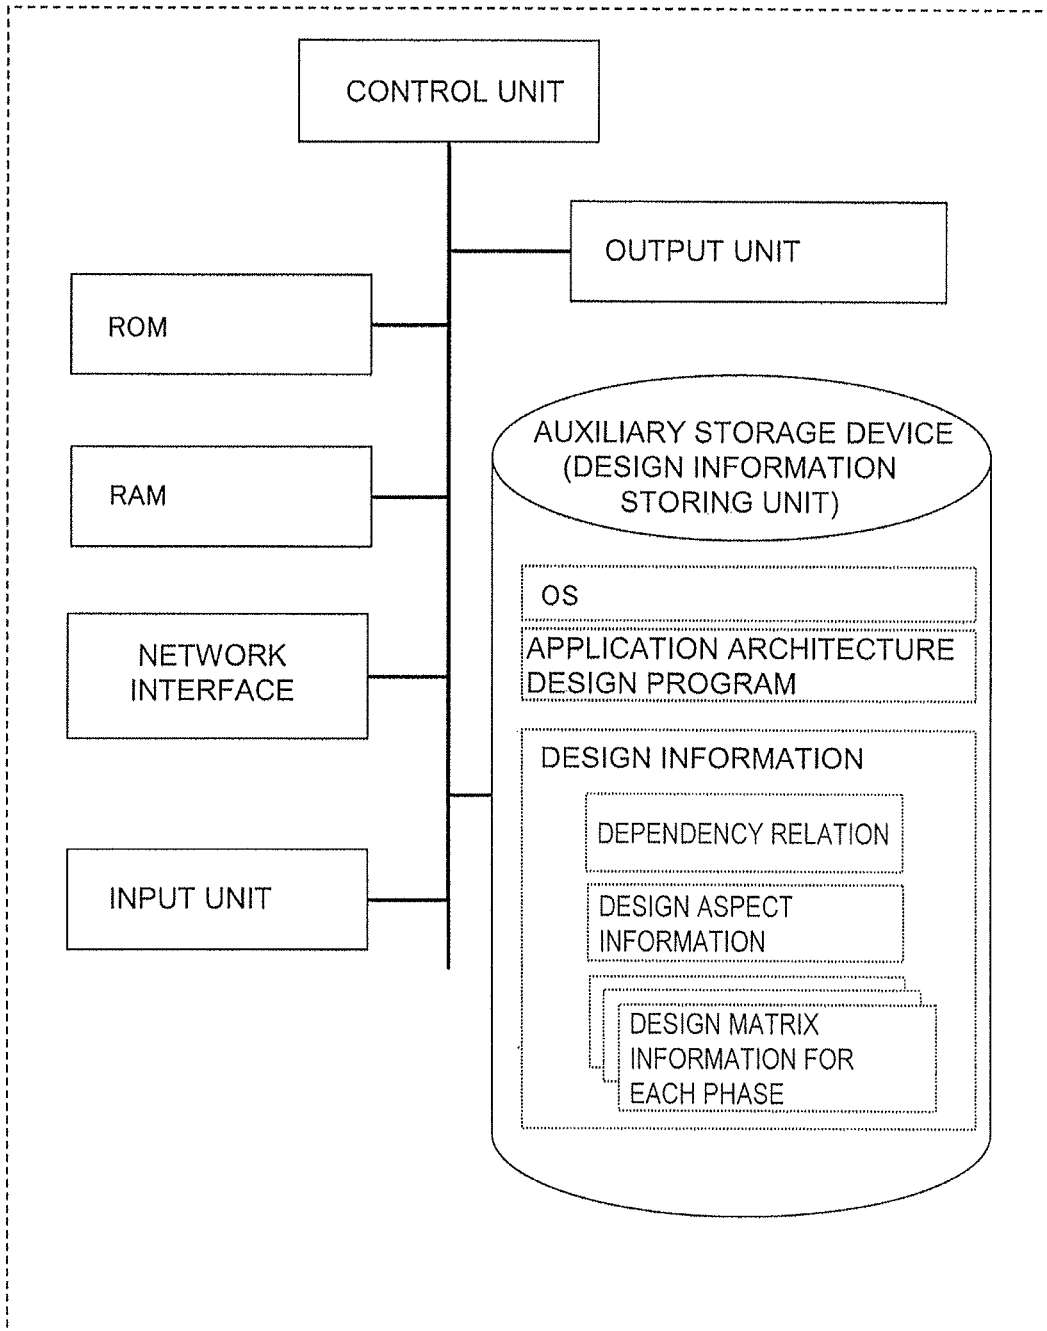 CONTROL UNIT
OUTPUT UNIT
ROM
RAM
NETWORK
INTERFACE
INPUT UNIT
AUXILIARY STORAGE DEVICE
(DESIGN INFORMATION
STORING UNIT)
OS
APPLICATION ARCHITECTURE
DESIGN PROGRAM
DESIGN INFORMATION
DEPENDENCY RELATION
DESIGN ASPECT
INFORMATION
DESIGN MATRIX
INFORMATION FOR
EACH PHASE